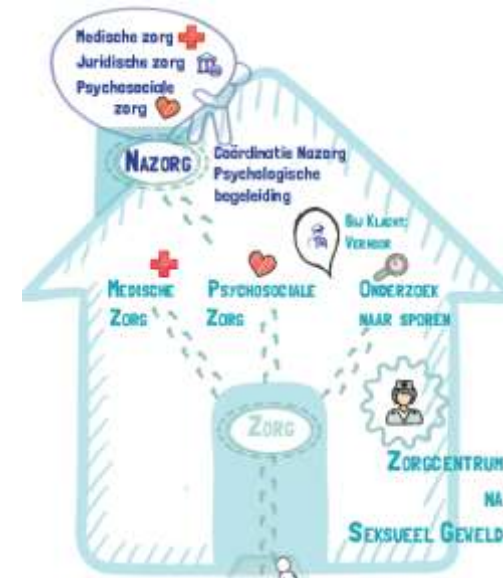 Medische zorg
Juridische zorg
Psychosociale
zorg
NAZORG
Coördinatie Nazorg
Psychologische
begeleiding
BIJ KLACHT:
VERHOOR
MEDISCHE
ZORG
PSYCHOSOCIALE
ZORG
ONDERZOEK
NAAR SPOREN
ZORG
ZORGCENTRUM
NA
SEKSUEEL GEWELD